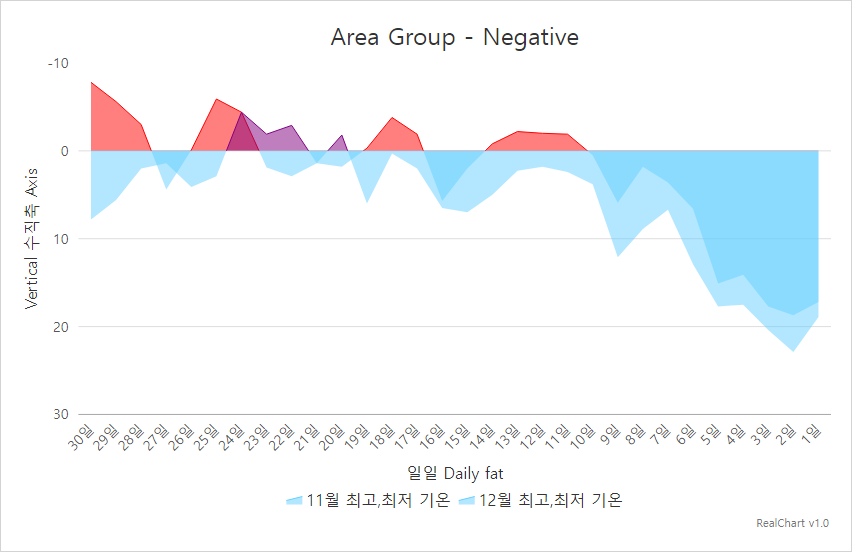 Area Group - Negative
-10
0
10
20
30
Vertical 수직축 Axis
30일 29일 28일 27일 26일 25일 24일 23일 22일 21일 20일 19일 18일 17일 16일 15일 14일 13일 12일 11일 10일 9일 8일 7일 6일 5일 4일 3일 2일 1일
일일 Daily fat
11월 최고,최저 기온 12월 최고,최저 기온
RealChart v1.0